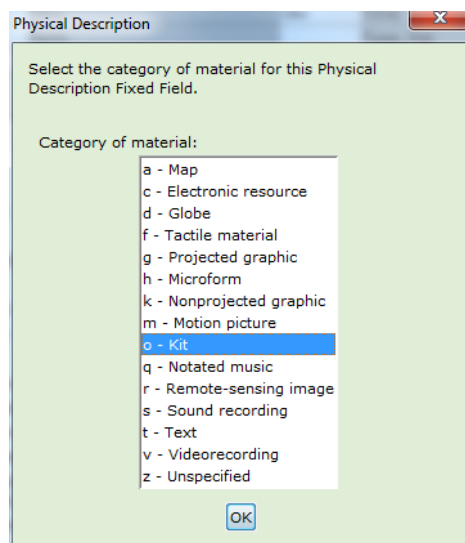 Physical Description
x
Select the category of material for this Physical
Description Fixed Field.
Category of material:
a - Map
c - Electronic resource
d - Globe
f - Tactile material
g - Projected graphic
h - Microform
k - Nonprojected graphic
m - Motion picture
o - Kit
q - Notated music
r - Remote-sensing image
s - Sound recording
t - Text
v - Videorecording
z - Unspecified
OK